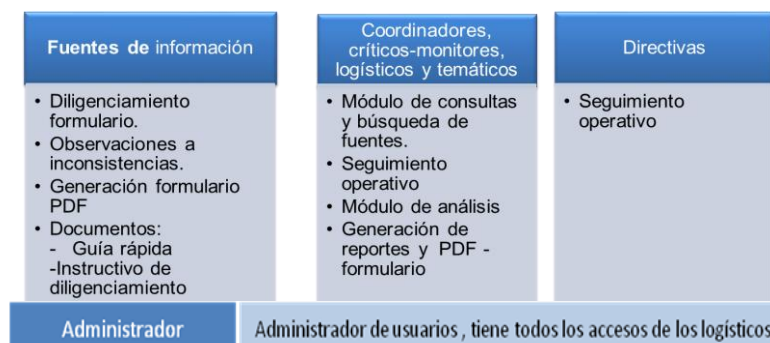 Fuentes de información
• Diligenciamiento
formulario.
• Observaciones a
inconsistencias.
• Generación formulario
PDF
• Documentos:
- Guía rápida
-Instructivo de
diligenciamiento
Coordinadores,
críticos-monitores,
logísticos y temáticos
• Módulo de consultas
y búsqueda de
fuentes.
• Seguimiento
operativo
• Módulo de análisis
• Generación de
reportes y PDF -
formulario
Directivas
• Seguimiento
operativo
Administrador
Administrador de usuarios , tiene todos los accesos de los logísticos